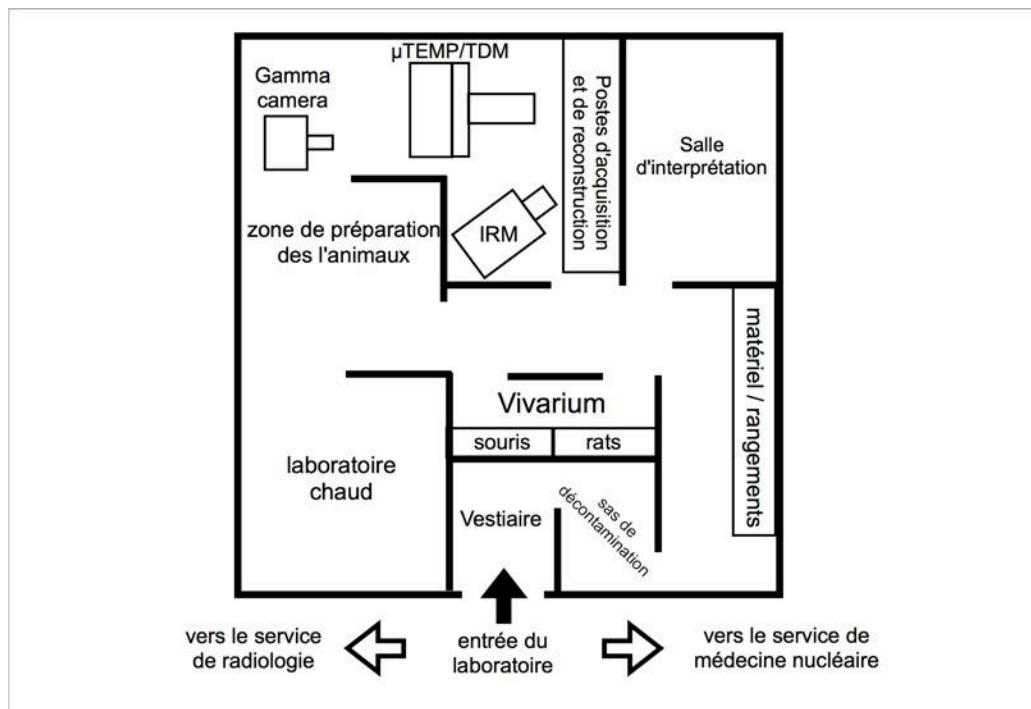 µTEMP/TDM
Gamma
camera
Postes d'acquisition
et de reconstruction
Salle
d'interprétation
zone de préparation
des l'animaux
IRM
matériel / rangements
Vivarium
souris
rats
laboratoire
chaud
Vestiaire
sas de
décontamination
vers le service
de radiologie
entrée du
laboratoire
vers le service de
médecine nucléaire